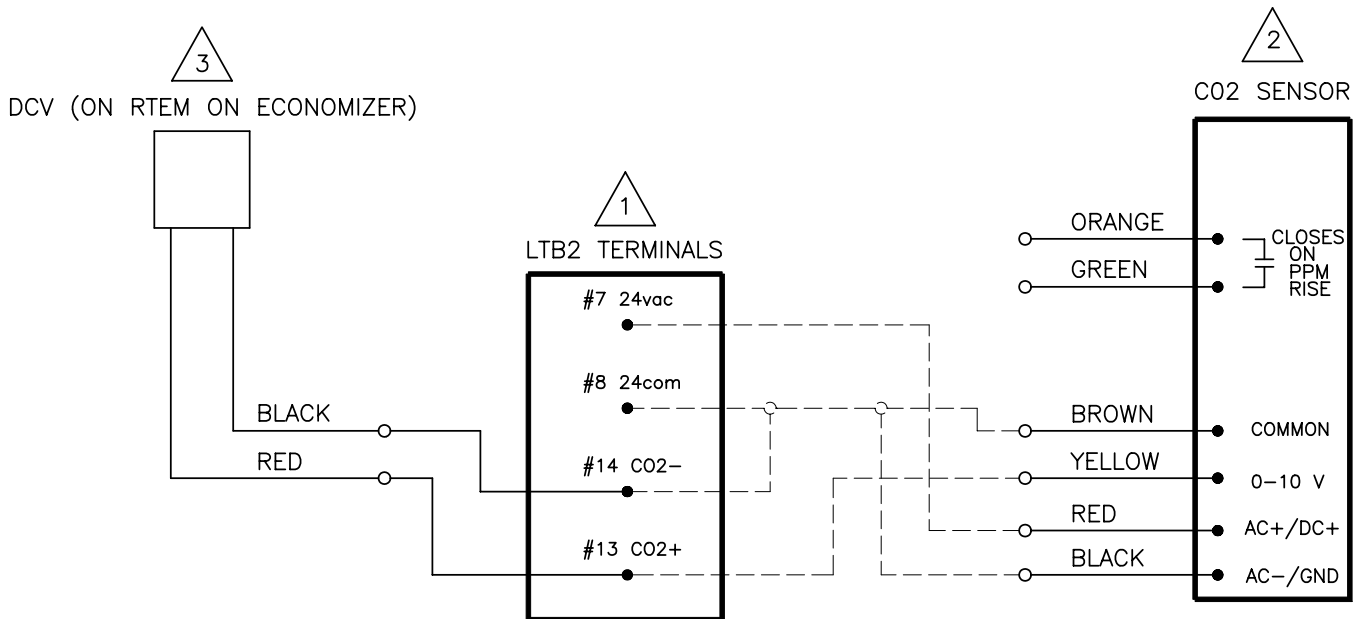 3
DCV (ON RTEM ON ECONOMIZER)
2
C02 SENSOR
1
LTB2 TERMINALS
#7 24vac
#8 24com
#14 CO2-
#13 CO2+
BLACK
RED
ORANGE
GREEN
CLOSES
ON
PPM
RISE
BROWN
COMMON
YELLOW
0-10 V
RED
AC+/DC+
BLACK
AC-/GND